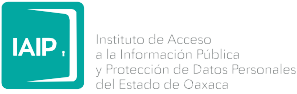 IAIP
Instituto de Acceso
a la Información Pública
y Protección de Datos Personales
del Estado de Oaxaca